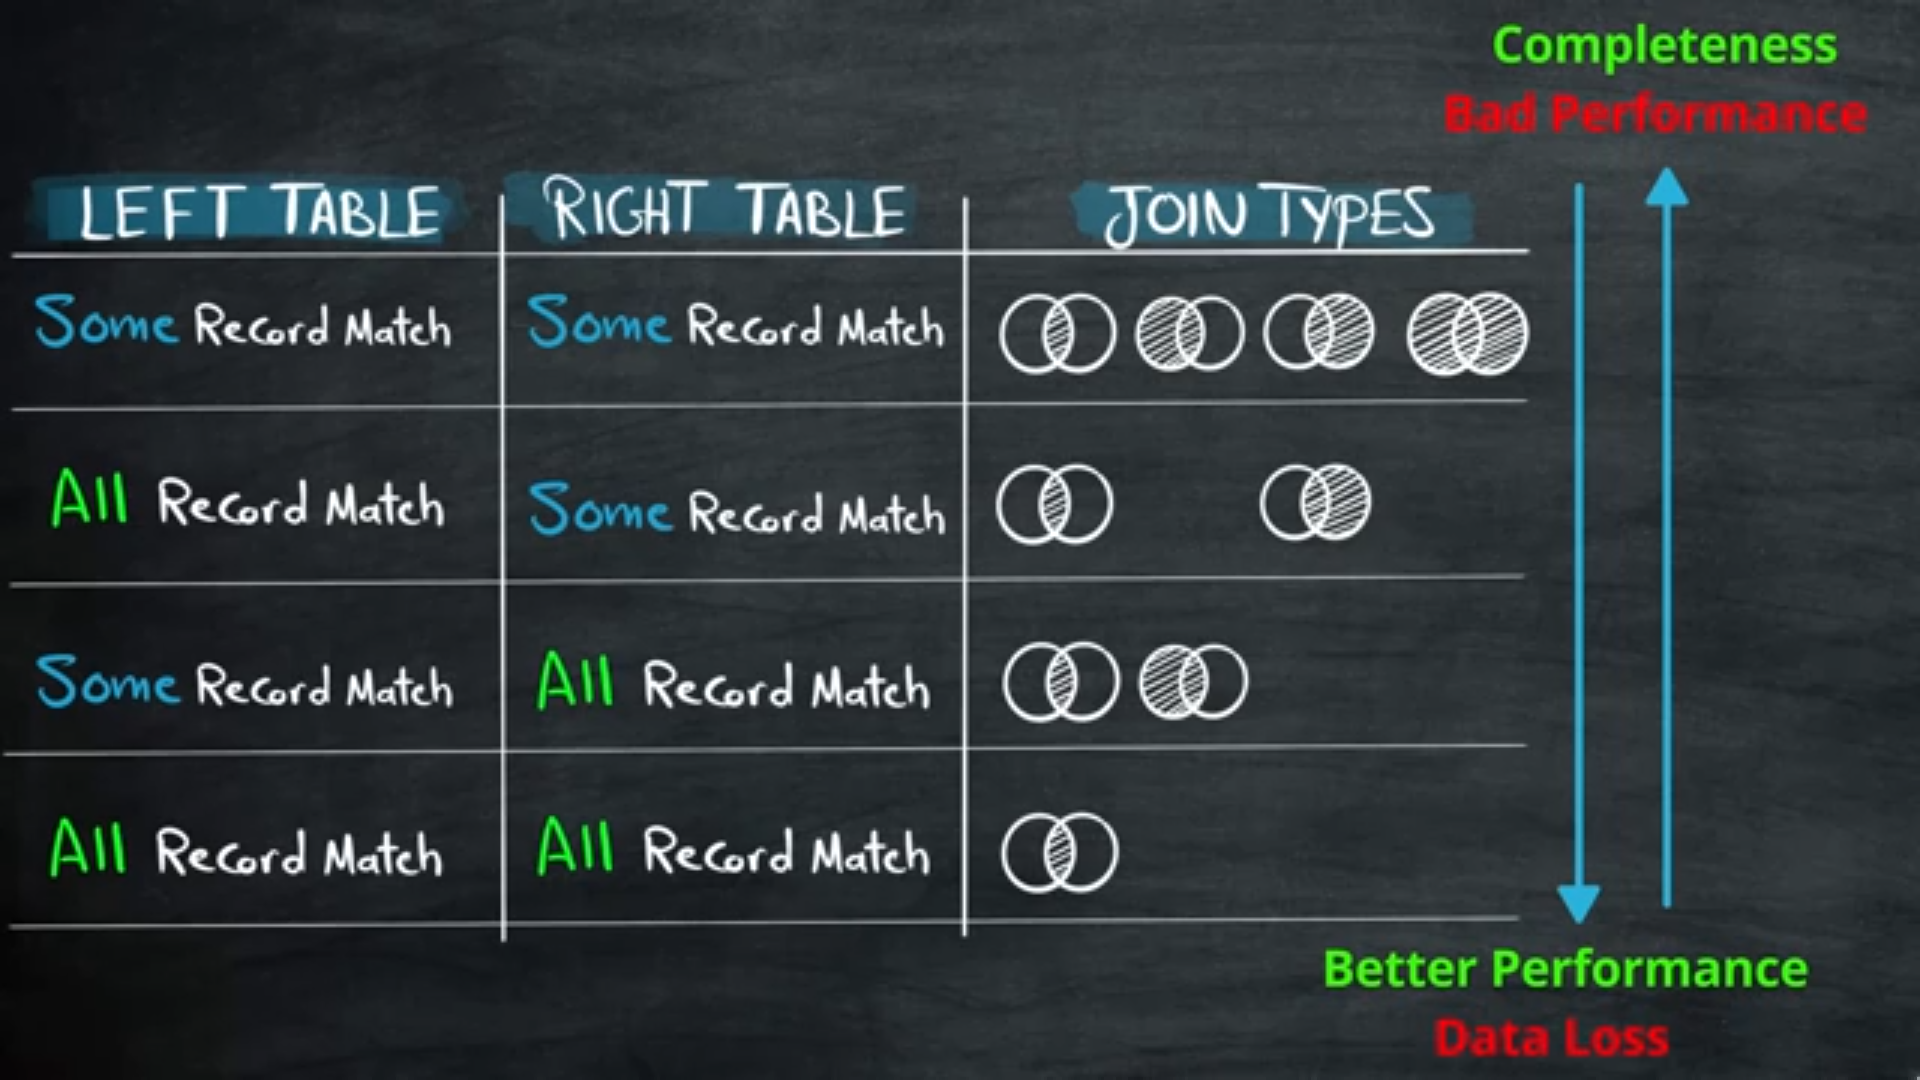 Completeness
Bad Performance
LEFT TABLE RIGHT TABLE JOIN TYPES
Some Record Match Some Record Match
All Record Match Some Record Match
Some Record Match All Record Match
All Record Match All Record Match
Better Performance
Data Loss